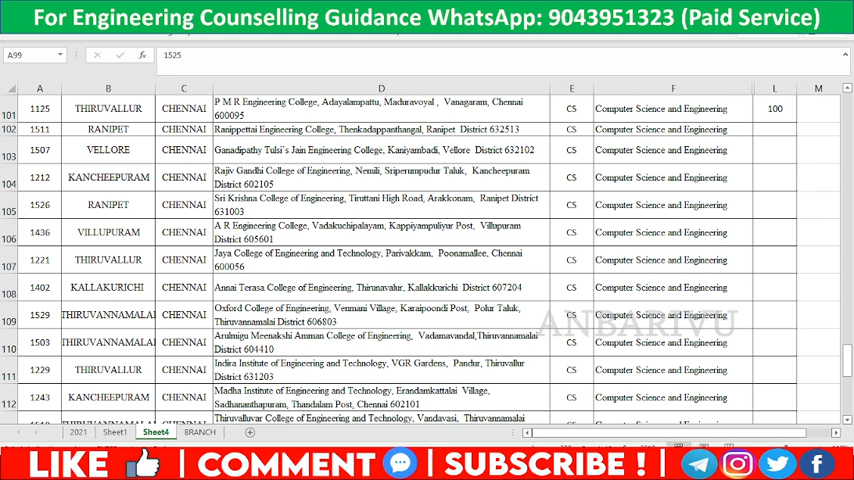 For Engineering Counselling Guidance WhatsApp: 9043951323 (Paid Service)
A99 fx 1525
A B C D E F L M
101 1125 THIRUVALLUR CHENNAI P M R Engineering College, Adayalampattu, Maduravoyal , Vanagaram, Chennai CS Computer Science and Engineering 100
600095
102 1511 RANIPET CHENNAI Ranippettai Engineering College, Thenkadappanthangal, Ranipet District 632513 CS Computer Science and Engineering
103 1507 VELLORE CHENNAI Ganadipathy Tulsi`s Jain Engineering College, Kaniyambadi, Vellore District 632102 CS Computer Science and Engineering
104 1212 KANCHEEPURAM CHENNAI Rajiv Gandhi College of Engineering, Nemili, Sriperumpudur Taluk, Kancheepuram CS Computer Science and Engineering
District 602105
105 1526 RANIPET CHENNAI Sri Krishna College of Engineering, Tiruttani High Road, Arakkonam, Ranipet District CS Computer Science and Engineering
631003
106 1436 VILLUPURAM CHENNAI A R Engineering College, Vadakuchipalayam, Kappiyampuliyur Post, Villupuram CS Computer Science and Engineering
District 605601
107 1221 THIRUVALLUR CHENNAI Jaya College of Engineering and Technology, Parivakkam, Poonamallee, Chennai CS Computer Science and Engineering
600056
108 1402 KALLAKURICHI CHENNAI Annai Terasa College of Engineering, Thirunavalur, Kallakkurichi District 607204 CS Computer Science and Engineering
109 1529 THIRUVANNAMALAI CHENNAI Oxford College of Engineering, Venmani Village, Karaipoondi Post, Polur Taluk, CS Computer Science and Engineering
Thiruvannamalai District 606803
ANBARIVU
110 1503 THIRUVANNAMALAI CHENNAI Arulmigu Meenakshi Amman College of Engineering, Vadamavandal,Thiruvannamalai CS Computer Science and Engineering
District 604410
111 1229 THIRUVALLUR CHENNAI Indira Institute of Engineering and Technology, VGR Gardens, Pandur, Thiruvallur CS Computer Science and Engineering
District 631203
112 1243 KANCHEEPURAM CHENNAI Madha Institute of Engineering and Technology, Erandamkattalai Village, CS Computer Science and Engineering
Sadhananthapuram, Thandalam Post, Chennai 602101
Thiruvalluvar College of Engineering and Technology, Vandavasi, Thiruvannamalai
2021 Sheet1 Sheet4 BRANCH
LIKE | COMMENT | SUBSCRIBE ! |